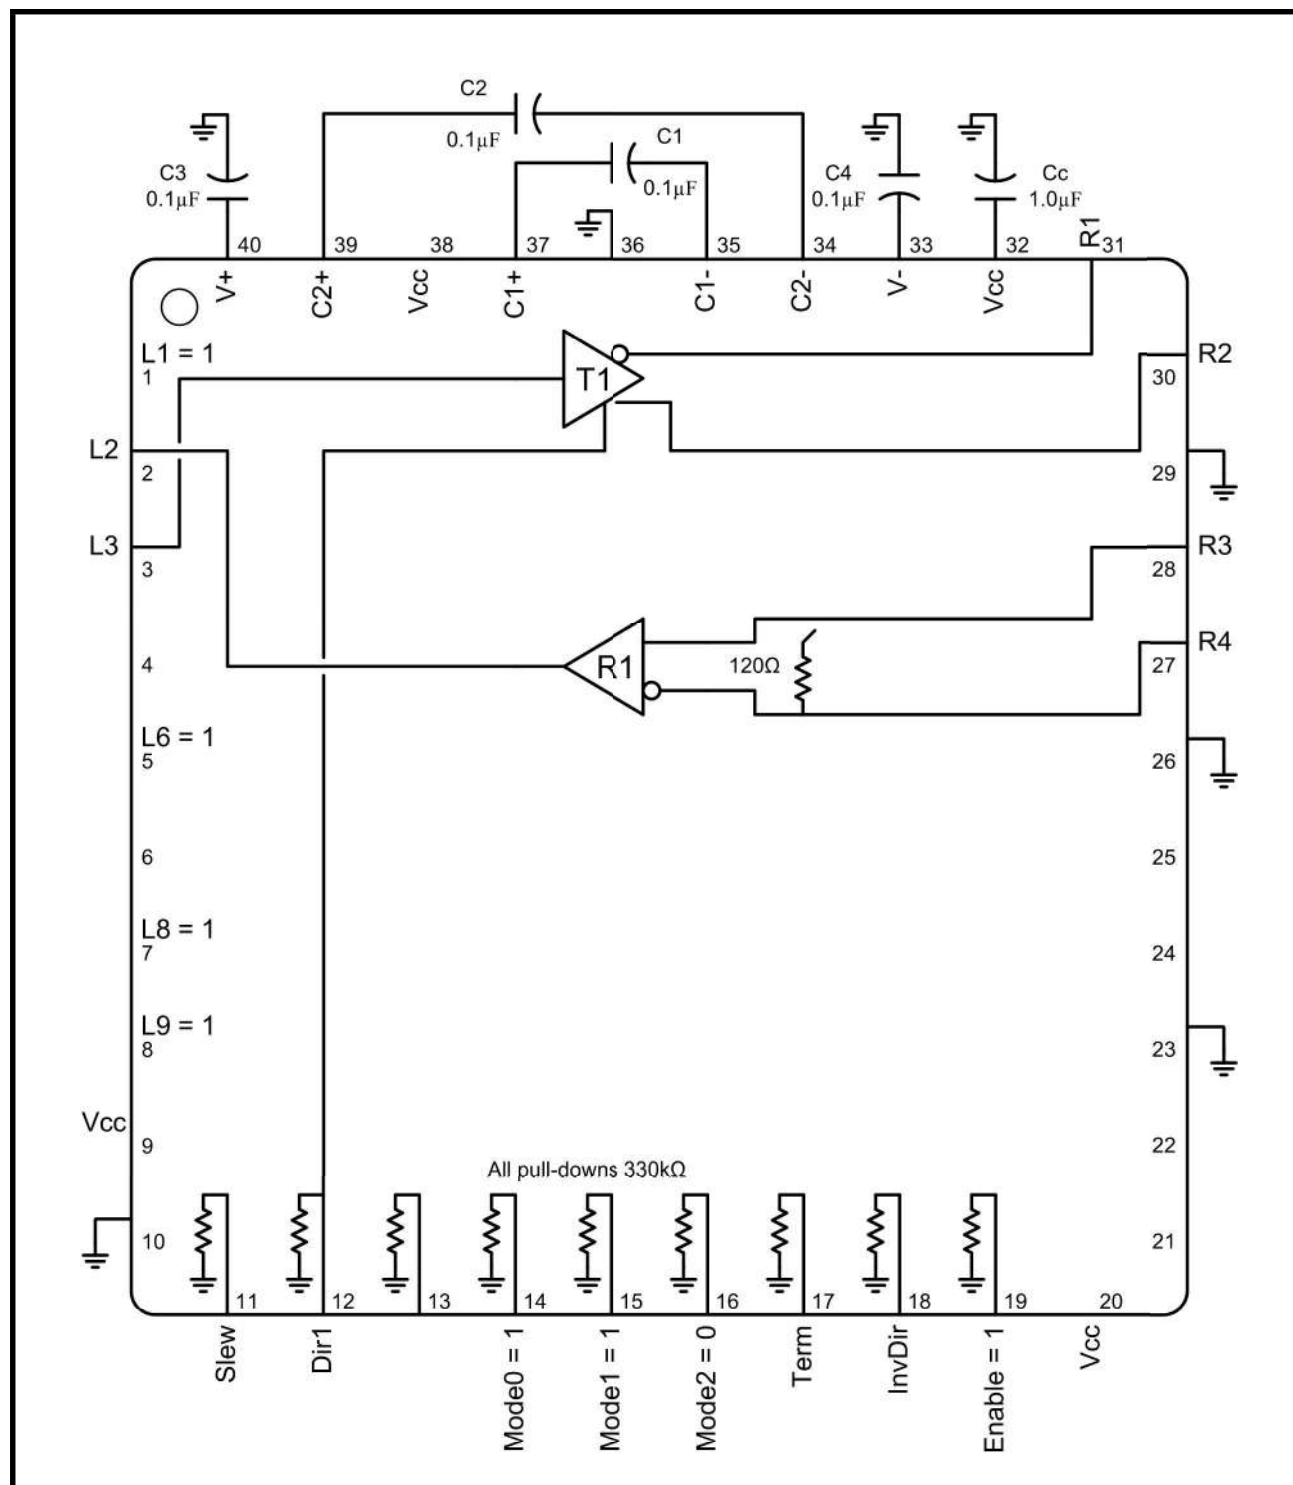 C2
0.1µF
C1
0.1µF
C3
0.1µF
C4
0.1µF
Cc
1.0µF
R1
40
39
38
37
36
35
34
33
32
31
V+
C2+
Vcc
C1+
C1-
C2-
V-
Vcc
L1 = 1
1
T1
R2
30
L2
2
29
L3
3
R3
28
4
R1
120Ω
R4
27
L6 = 1
5
26
6
25
L8 = 1
7
24
L9 = 1
8
23
Vcc
9
22
All pull-downs 330kΩ
10
21
11
12
13
14
15
16
17
18
19
20
Slew
Dir1
Mode0 = 1
Mode1 = 1
Mode2 = 0
Term
InvDir
Enable = 1
Vcc